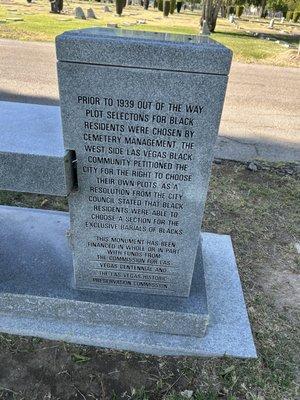 PRIOR TO 1939 OUT OF THE WAY
PLOT SELECTONS FOR BLACK
RESIDENTS WERE CHOSEN BY
CEMETERY MANAGEMENT, THE
WEST SIDE LAS VEGAS BLACK
COMMUNITY PETITIONED THE
CITY FOR THE RIGHT TO CHOOSE
THEIR OWN PLOTS. AS A
RESOLUTION FROM THE CITY
COUNCIL STATED THAT BLACK
RESIDENTS WERE ABLE TO
CHOOSE A SECTION FOR THE
EXCLUSIVE BARIALS OF BLACKS
THIS MONUMENT HAS BEEN
FINANCED IN WHOLE OR IN PART
WITH FUNDS FROM
THE COMMISSION FOR LAS
VEGAS CENTENNIAL AND
THE LAS VEGAS HISTORIC
PRESERVATION COMMISSION